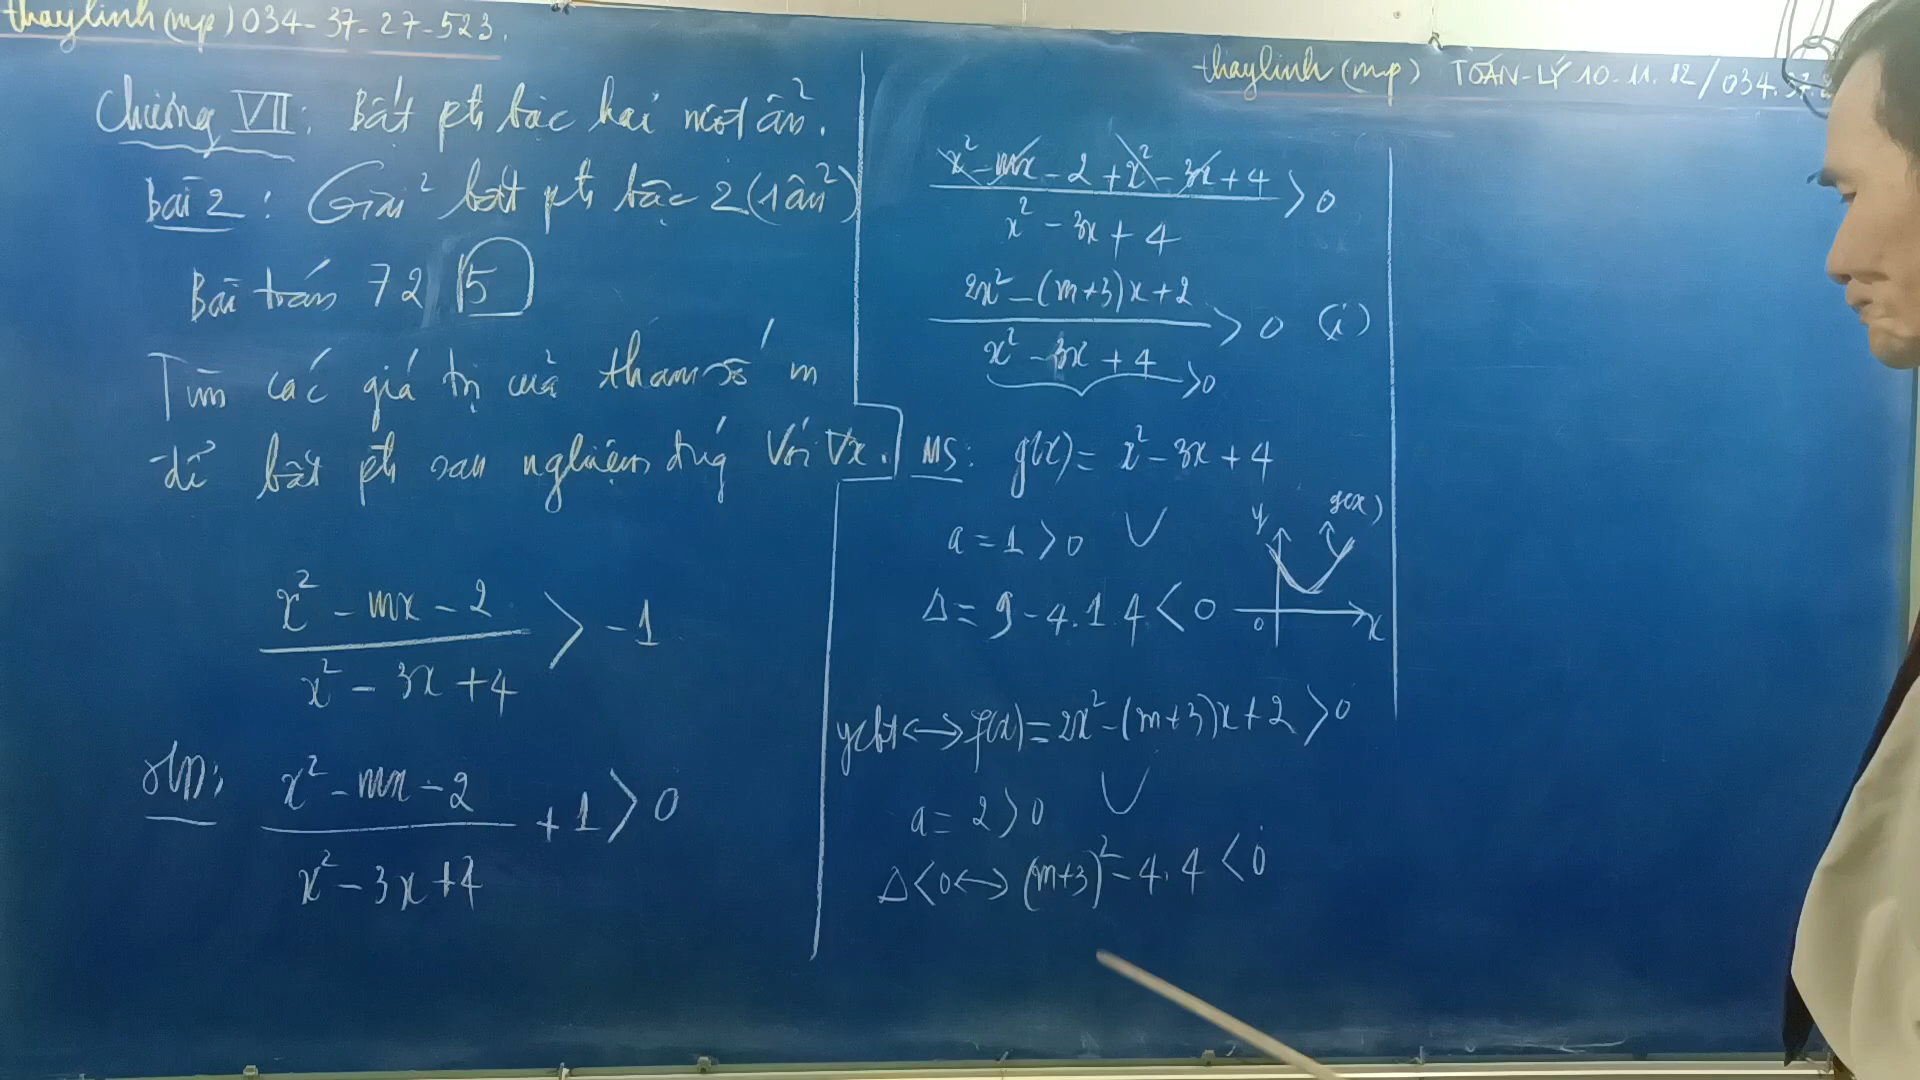 thaylinh (mp) 034-37-27-523.
Chương VII: Bất pt bậc hai một ẩn.
Bài 2: Giải bất pt bậc 2 (1 ẩn)
Bài toán 72 |5
Tìm các giá trị của tham số m
để bất pt sau nghiệm đúng với ∀x.
x² - mx - 2 / x² - 3x + 4 > -1
x² - mx - 2 / x² - 3x + 4 + 1 > 0
thaylinh (mp) TOÁN-LÝ 10.11.12/034.37.2
x² - mx - 2 + x² - 3x + 4 / x² - 3x + 4 > 0
2x² - (m+3)x + 2 / x² - 3x + 4 > 0 (i)
>0
MS: g(x) = x² - 3x + 4
a = 1 > 0
y g(x)
Δ = 9 - 4.1.4 < 0
0 x
ycbt ↔ f(x) = 2x² - (m+3)x + 2 > 0
a = 2 > 0
Δ < 0 ↔ (m+3)² - 4.4 < 0